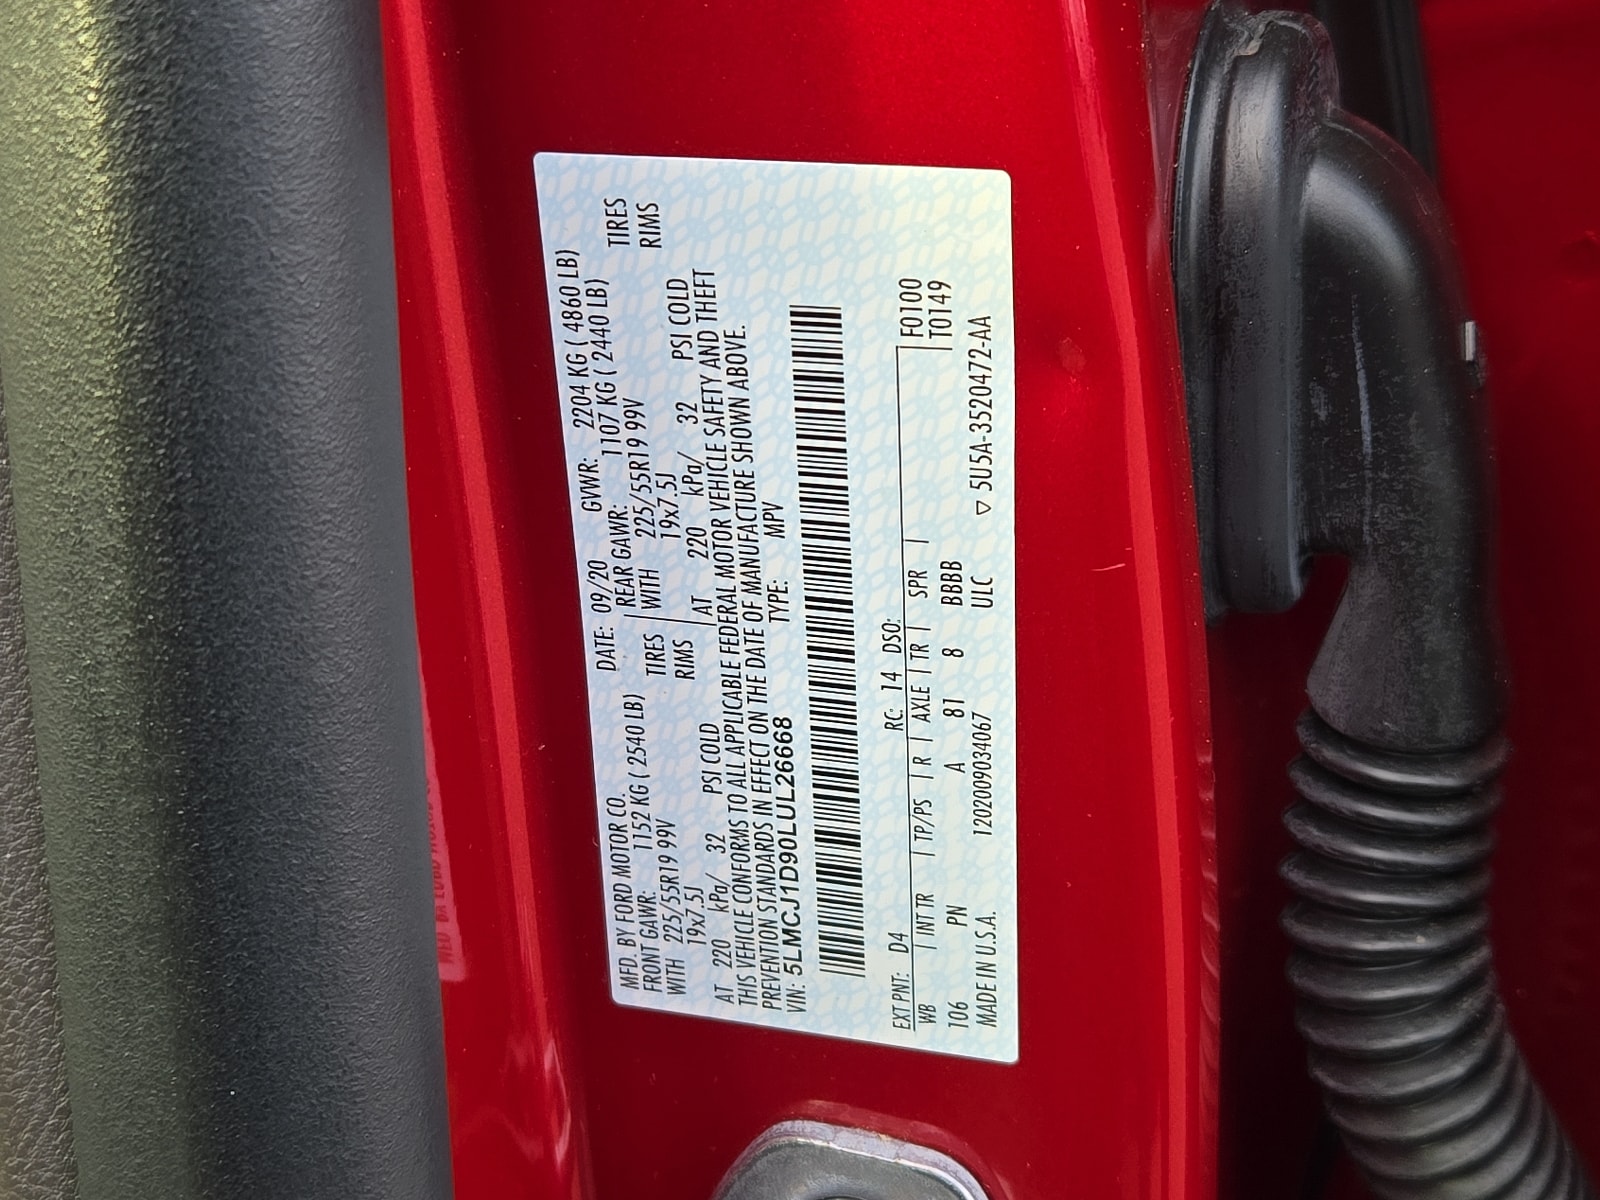 MFD. BY FORD MOTOR CO.
DATE: 09/20 GVWR: 2204 KG ( 4860 LB)
FRONT GAWR: 1152 KG ( 2540 LB)
REAR GAWR: 1107 KG ( 2440 LB)
WITH 225/55R19 99V TIRES
WITH 225/55R19 99V TIRES
19x7.5J RIMS
19x7.5J RIMS
AT 220 kPa/ 32 PSI COLD
AT 220 kPa/ 32 PSI COLD
THIS VEHICLE CONFORMS TO ALL APPLICABLE FEDERAL MOTOR VEHICLE SAFETY AND THEFT
PREVENTION STANDARDS IN EFFECT ON THE DATE OF MANUFACTURE SHOWN ABOVE.
VIN: 5LMCJ1D90LUL26668 TYPE: MPV
EXT PNT: D4 RC: 14 DSO: F0100
WB | INT TR | TP/PS | R | AXLE | TR | SPR | T0149
106 PN A 81 8 BBBB
MADE IN U.S.A. 120200903406​7 ULC ▽ 5U5A-3520472-AA